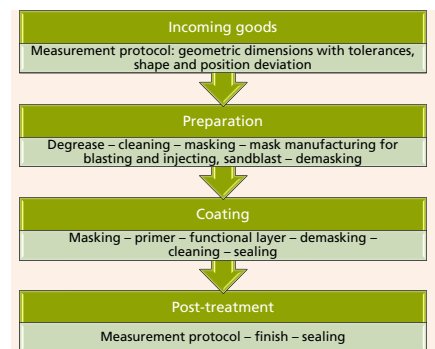 Incoming goods
Measurement protocol: geometric dimensions with tolerances,
shape and position deviation
Preparation
Degrease – cleaning – masking – mask manufacturing for
blasting and injecting, sandblast – demasking
Coating
Masking – primer – functional layer – demasking –
cleaning – sealing
Post-treatment
Measurement protocol – finish – sealing